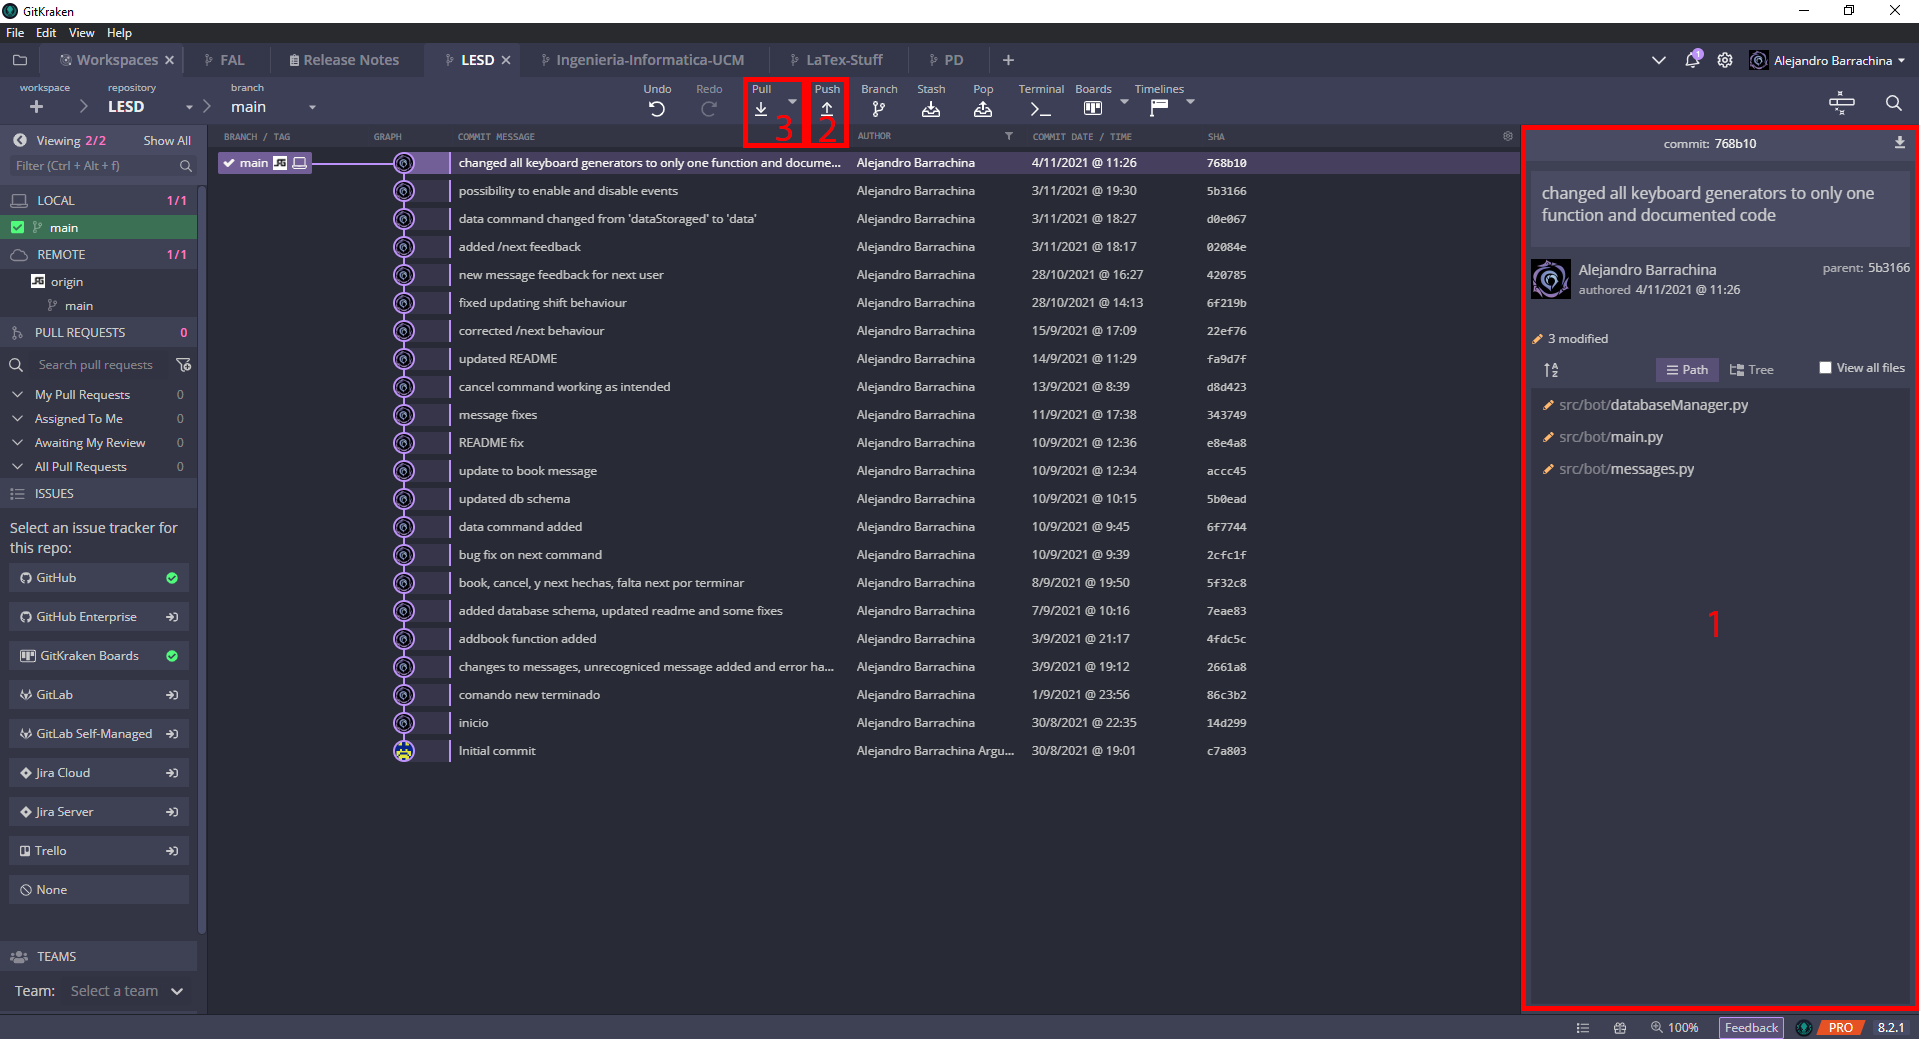 GitKraken
File Edit View Help
Workspaces FAL Release Notes LESD Ingenieria-Informatica-UCM LaTex-Stuff PD
1
Alejandro Barrachina
workspace repository branch
LESD main
Undo Redo Pull Push Branch Stash Pop Terminal Boards Timelines
3 2
Viewing 2/2 Show All
Filter (Ctrl + Alt + f)
LOCAL 1/1
main
REMOTE 1/1
origin
main
PULL REQUESTS 0
Search pull requests
My Pull Requests 0
Assigned To Me 0
Awaiting My Review 0
All Pull Requests 0
ISSUES
Select an issue tracker for
this repo:
GitHub
GitHub Enterprise
GitKraken Boards
GitLab
GitLab Self-Managed
Jira Cloud
Jira Server
Trello
None
TEAMS
Team: Select a team
BRANCH / TAG GRAPH COMMIT MESSAGE AUTHOR COMMIT DATE / TIME SHA
main changed all keyboard generators to only one function and docume... Alejandro Barrachina 4/11/2021 @ 11:26 768b10
possibility to enable and disable events Alejandro Barrachina 3/11/2021 @ 19:30 5b3166
data command changed from 'dataStoraged' to 'data' Alejandro Barrachina 3/11/2021 @ 18:27 d0e067
added /next feedback Alejandro Barrachina 3/11/2021 @ 18:17 02084e
new message feedback for next user Alejandro Barrachina 28/10/2021 @ 16:27 420785
fixed updating shift behaviour Alejandro Barrachina 28/10/2021 @ 14:13 6f219b
corrected /next behaviour Alejandro Barrachina 15/9/2021 @ 17:09 22ef76
updated README Alejandro Barrachina 14/9/2021 @ 11:29 fa9d7f
cancel command working as intended Alejandro Barrachina 13/9/2021 @ 8:39 d8d423
message fixes Alejandro Barrachina 11/9/2021 @ 17:38 343749
README fix Alejandro Barrachina 10/9/2021 @ 12:36 e8e4a8
update to book message Alejandro Barrachina 10/9/2021 @ 12:34 accc45
updated db schema Alejandro Barrachina 10/9/2021 @ 10:15 5b0ead
data command added Alejandro Barrachina 10/9/2021 @ 9:45 6f7744
bug fix on next command Alejandro Barrachina 10/9/2021 @ 9:39 2cfc1f
book, cancel, y next hechas, falta next por terminar Alejandro Barrachina 8/9/2021 @ 19:50 5f32c8
added database schema, updated readme and some fixes Alejandro Barrachina 7/9/2021 @ 10:16 7eae83
addbook function added Alejandro Barrachina 3/9/2021 @ 21:17 4fdc5c
changes to messages, unrecogniced message added and error ha... Alejandro Barrachina 3/9/2021 @ 19:12 2661a8
comando new terminado Alejandro Barrachina 1/9/2021 @ 23:56 86c3b2
inicio Alejandro Barrachina 30/8/2021 @ 22:35 14d299
Initial commit Alejandro Barrachina Argu... 30/8/2021 @ 19:01 c7a803
commit: 768b10
changed all keyboard generators to only one
function and documented code
Alejandro Barrachina parent: 5b3166
authored 4/11/2021 @ 11:26
3 modified
Path Tree View all files
src/bot/databaseManager.py
src/bot/main.py
src/bot/messages.py
1
100% Feedback PRO 8.2.1